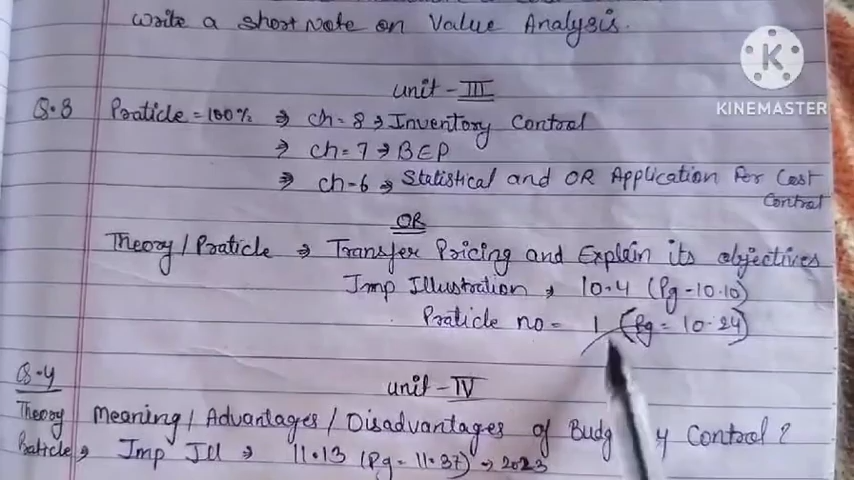 Write a short Note on Value Analysis.
KINEMASTER
Unit - III
Q.3 Praticle = 100% → ch = 8 → Inventory Control
→ ch = 7 → BEP
→ ch-6 → Statistical and OR Application For Cost
Control
OR
Theory / Praticle → Transfer Pricing and Explain its objectives
Imp Illustration → 10.4 (Pg - 10.10)
Praticle no = 1 (Pg = 10.24)
Q-4
Unit - IV
Theory Meaning / Advantages / Disadvantages of Budg y Control ?
Praticle → Imp Ill → 11.13 (Pg = 11.37) → 2023